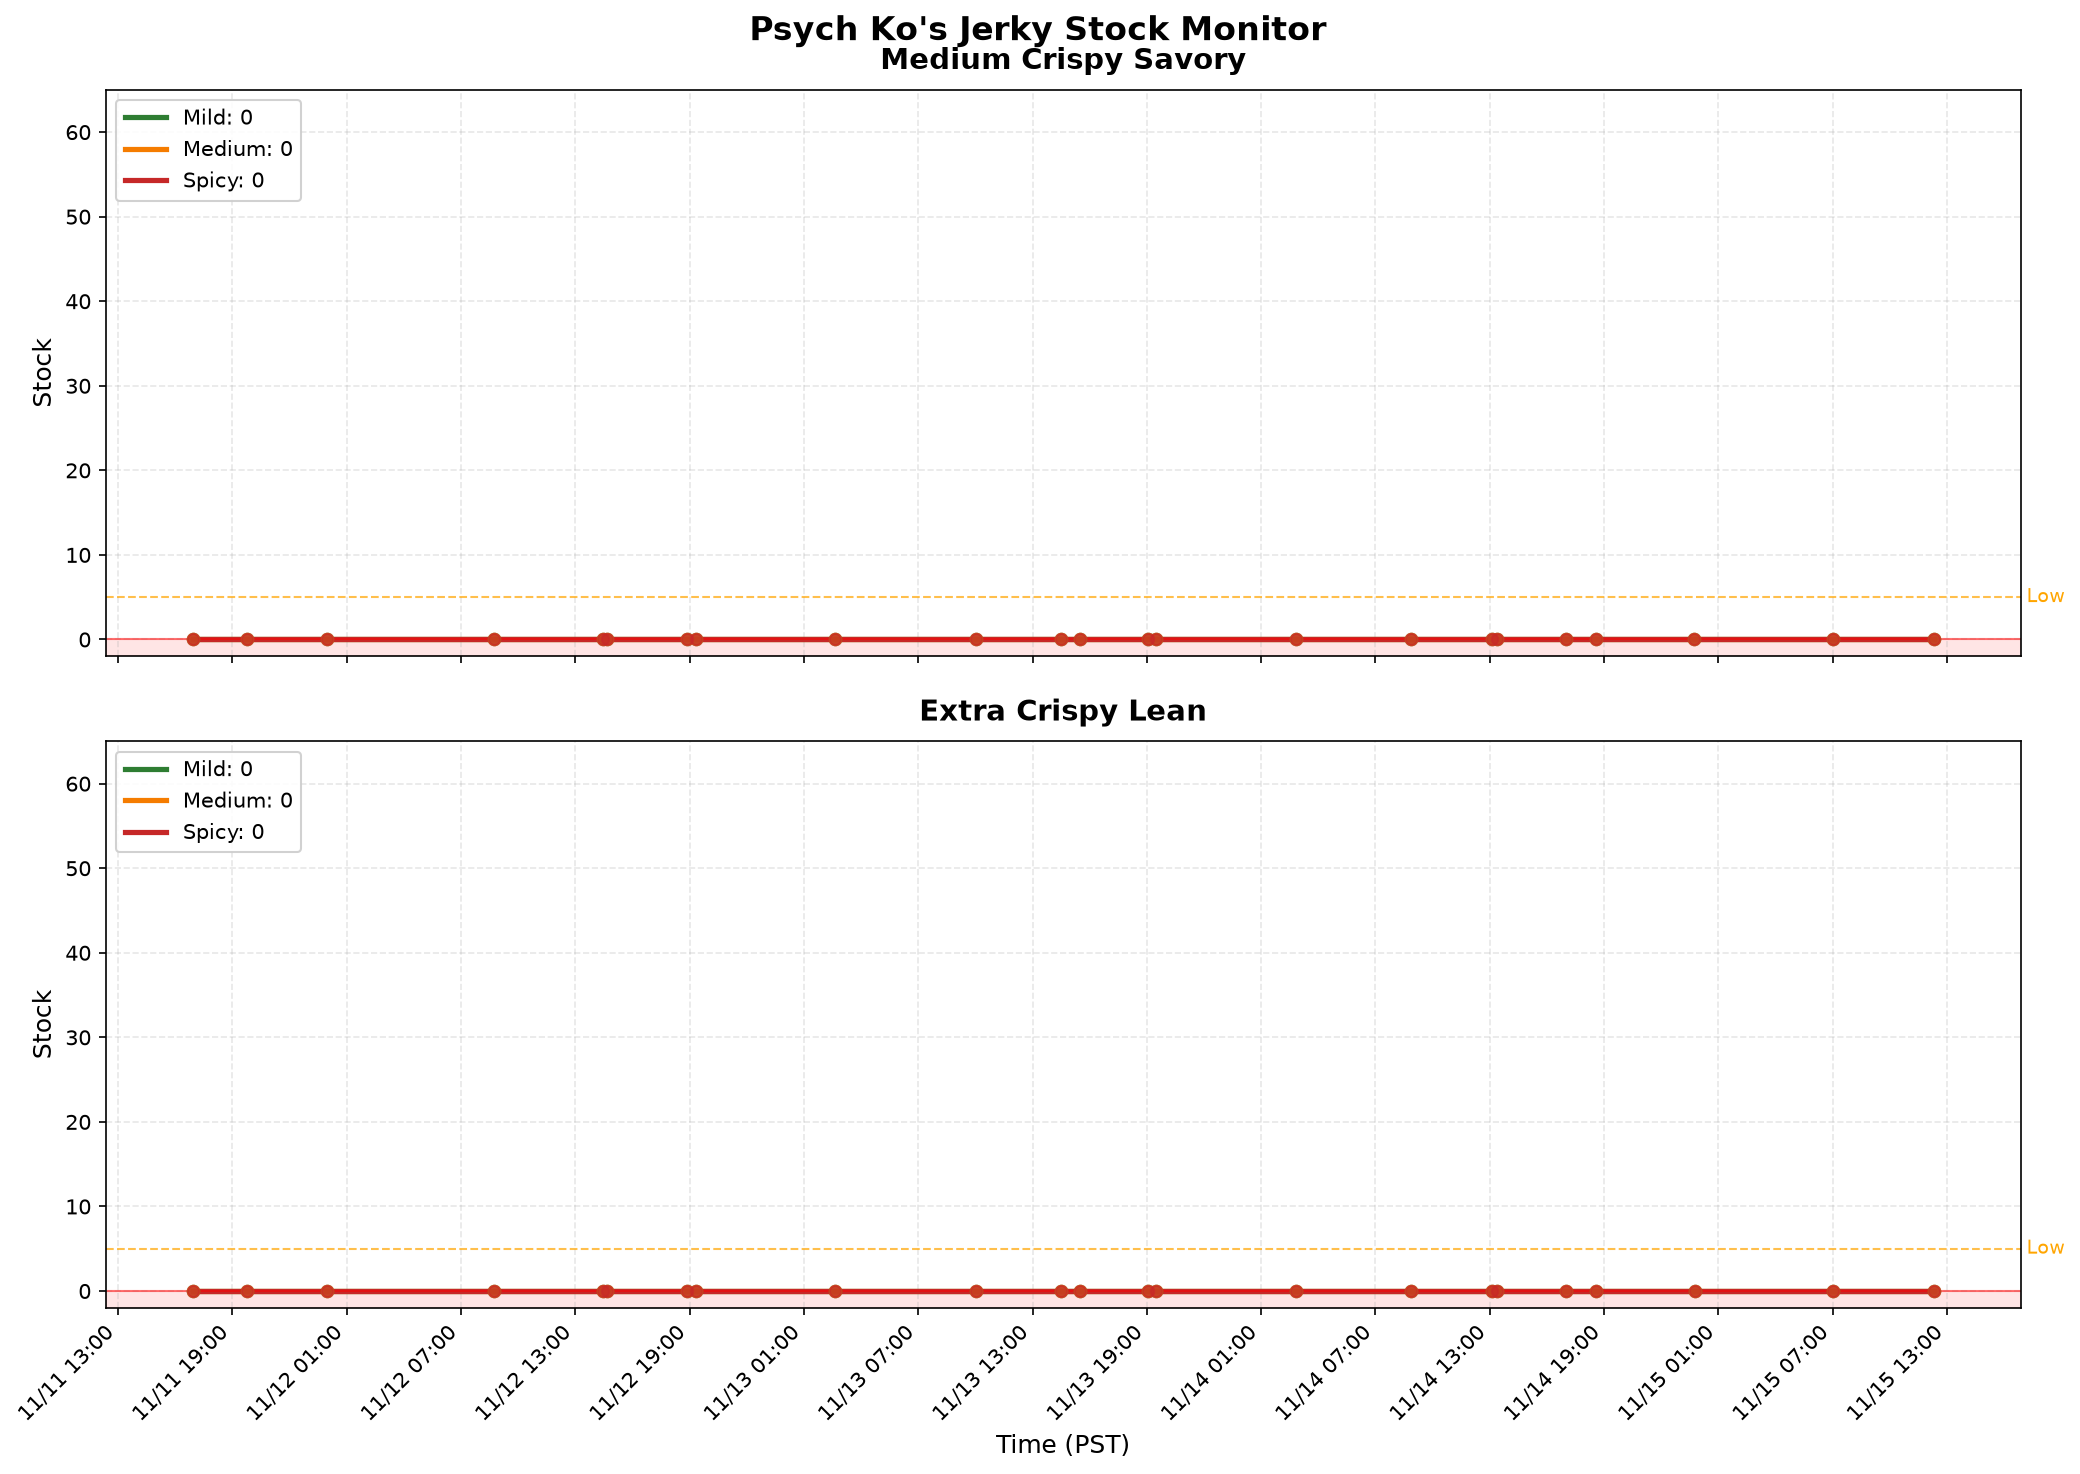 Psych Ko's Jerky Stock Monitor
Medium Crispy Savory
Mild: 0
Medium: 0
Spicy: 0
60
50
40
30
20
10
0
Stock
Low
Extra Crispy Lean
Mild: 0
Medium: 0
Spicy: 0
60
50
40
30
20
10
0
Stock
Low
11/11 13:00
11/11 19:00
11/12 01:00
11/12 07:00
11/12 13:00
11/12 19:00
11/13 01:00
11/13 07:00
11/13 13:00
11/13 19:00
11/14 01:00
11/14 07:00
11/14 13:00
11/14 19:00
11/15 01:00
11/15 07:00
11/15 13:00
Time (PST)